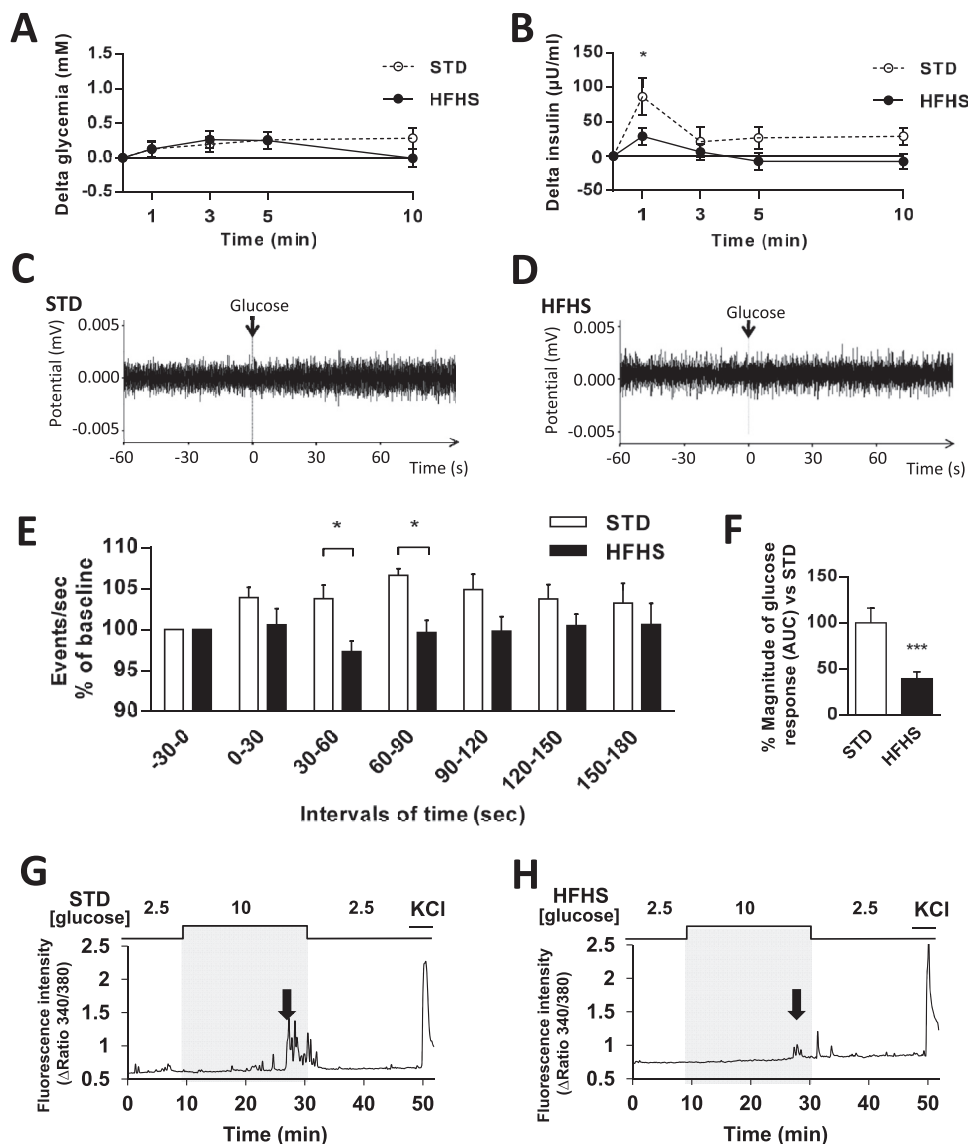 A
Delta glycemia (mM)
1.5
1.0
0.5
0.0
-0.5
STD
HFHS
1 3 5 10
Time (min)
B
Delta insulin (µU/ml)
150
100
50
0
-50
*
STD
HFHS
1 3 5 10
Time (min)
C
STD
Glucose
Potential (mV)
0.005
0.000
-0.005
-60 -30 0 30 60
Time (s)
D
HFHS
Glucose
Potential (mV)
0.005
0.000
-0.005
-60 -30 0 30 60
Time (s)
E
Events/sec
% of baseline
110
105
100
95
90
* *
STD
HFHS
-30-0 0-30 30-60 60-90 90-120 120-150 150-180
Intervals of time (sec)
F
% Magnitude of glucose
response (AUC) vs STD
150
100
50
0
***
STD HFHS
G
STD
[glucose] 2.5 10 2.5 KCl
Fluorescence intensity
(△Ratio 340/380)
2.5
2
1.5
1
0.5
0 10 20 30 40 50
Time (min)
H
HFHS
[glucose] 2.5 10 2.5 KCl
Fluorescence intensity
(△Ratio 340/380)
2.5
2
1.5
1
0.5
0 10 20 30 40 50
Time (min)